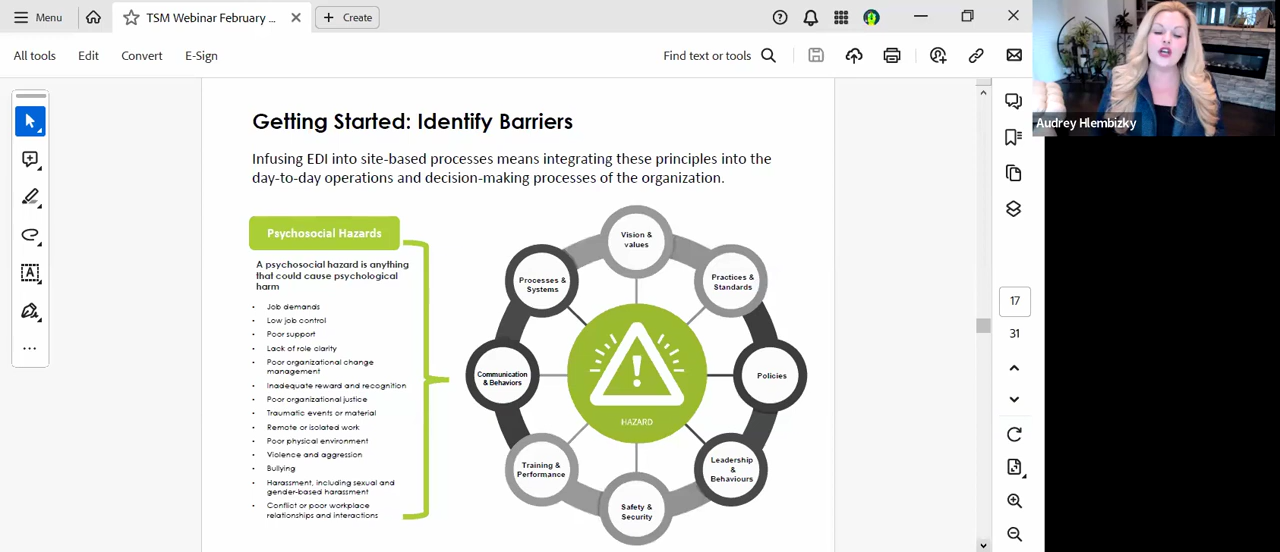 Menu
TSM Webinar February ...
Create
All tools
Edit
Convert
E-Sign
Find text or tools
Audrey Hlembizky
Getting Started: Identify Barriers
Infusing EDI into site-based processes means integrating these principles into the
day-to-day operations and decision-making processes of the organization.
Psychosocial Hazards
A psychosocial hazard is anything
that could cause psychological
harm
• Job demands
• Low job control
• Poor support
• Lack of role clarity
• Poor organizational change
management
• Inadequate reward and recognition
• Poor organizational justice
• Traumatic events or material
• Remote or isolated work
• Poor physical environment
• Violence and aggression
• Bullying
• Harassment, including sexual and
gender-based harassment
• Conflict or poor workplace
relationships and interactions
Vision &
values
Practices &
Standards
Policies
Leadership
&
Behaviours
Safety &
Security
Training &
Performance
Communication
& Behaviors
Processes &
Systems
HAZARD
17
31